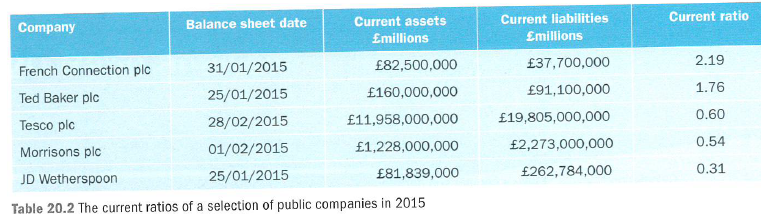 Company Balance sheet date Current assets £millions Current liabilities £millions Current ratio
French Connection plc 31/01/2015 £82,500,000 £37,700,000 2.19
Ted Baker plc 25/01/2015 £160,000,000 £91,100,000 1.76
Tesco plc 28/02/2015 £11,958,000,000 £19,805,000,000 0.60
Morrisons plc 01/02/2015 £1,228,000,000 £2,273,000,000 0.54
JD Wetherspoon 25/01/2015 £81,839,000 £262,784,000 0.31
Table 20.2 The current ratios of a selection of public companies in 2015